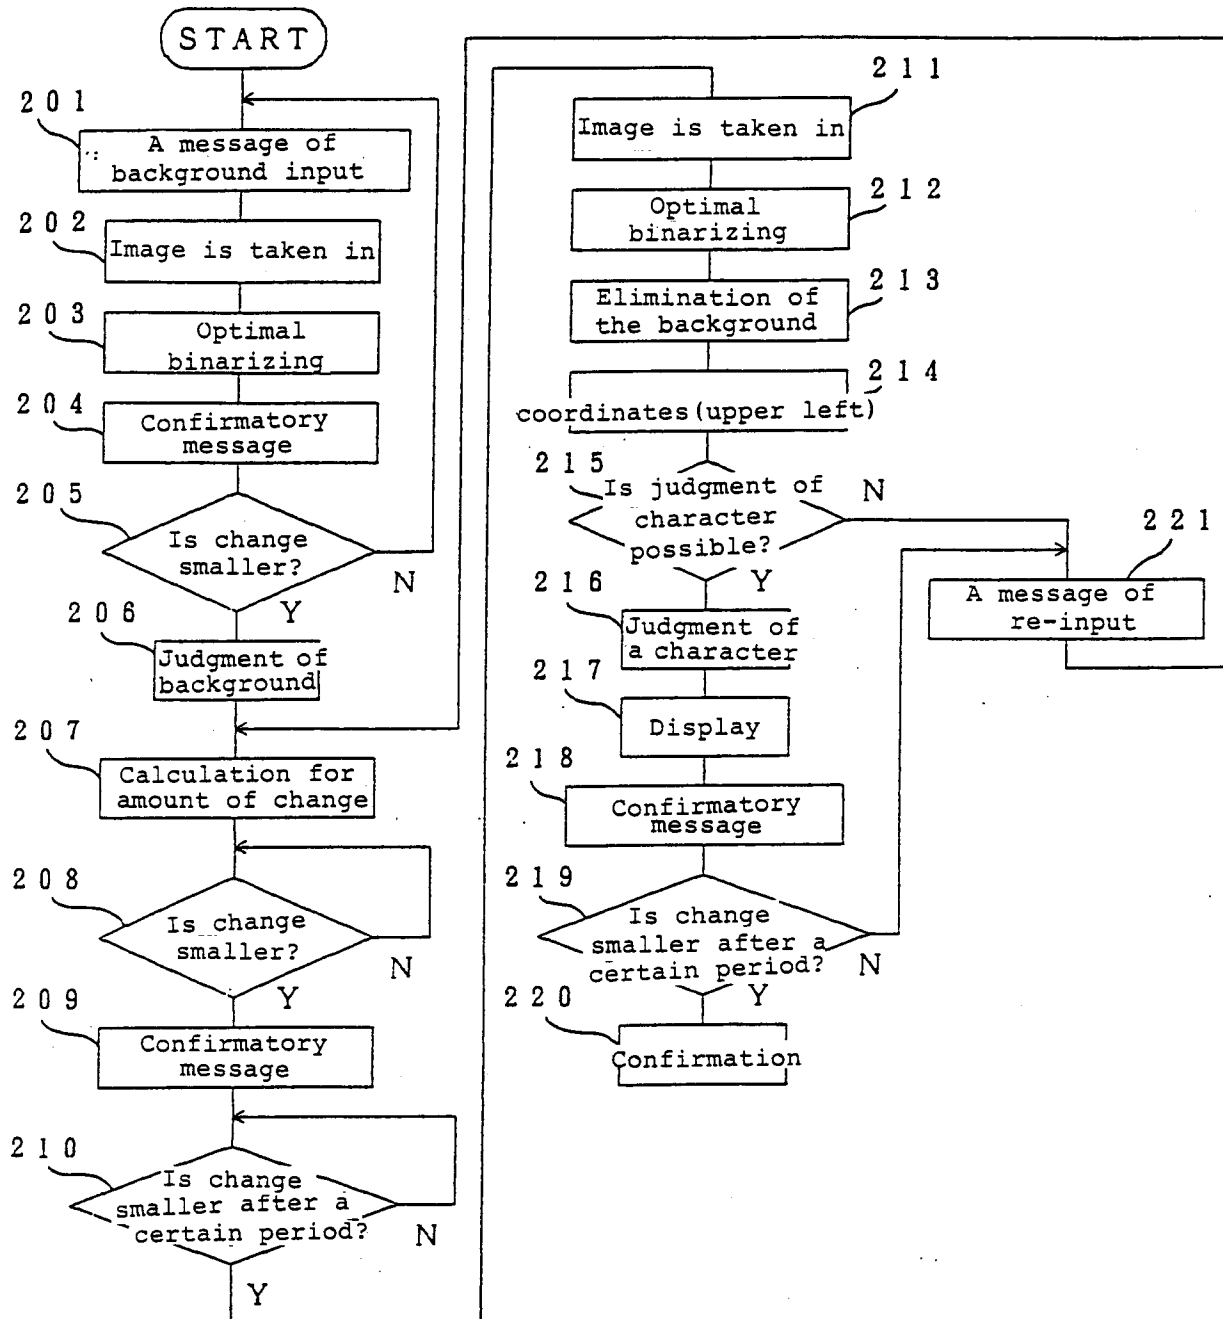 START
201
A message of
background input
202
Image is taken in
203
Optimal
binarizing
204
Confirmatory
message
205
Is change
smaller?
N
Y
206
Judgment of
background
207
Calculation for
amount of change
208
Is change
smaller?
N
Y
209
Confirmatory
message
210
Is change
smaller after a
certain period?
N
Y
211
Image is taken in
212
Optimal
binarizing
213
Elimination of
the background
214
coordinates(upper left)
215
Is judgment of
character
possible?
N
Y
216
Judgment of
a character
217
Display
218
Confirmatory
message
219
Is change
smaller after a
certain period?
N
Y
220
Confirmation
221
A message of
re-input